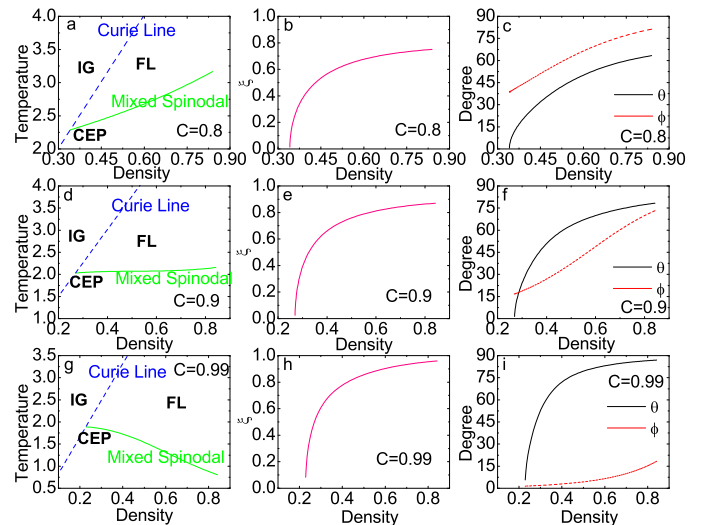 a
Curie Line
IG
FL
Mixed Spinodal
CEP
C=0.8
Temperature
4.0
3.5
3.0
2.5
2.0
0.30 0.45 0.60 0.75 0.90
Density
b
C=0.8
ξ
1.0
0.8
0.6
0.4
0.2
0.0
0.30 0.45 0.60 0.75 0.90
Density
c
θ
ϕ
C=0.8
Degree
90
75
60
45
30
15
0
0.30 0.45 0.60 0.75 0.90
Density
d
Curie Line
IG
FL
CEP
Mixed Spinodal
C=0.9
Temperature
4.0
3.5
3.0
2.5
2.0
1.5
1.0
0.2 0.4 0.6 0.8
Density
e
C=0.9
ξ
1.0
0.8
0.6
0.4
0.2
0.0
0.2 0.4 0.6 0.8
Density
f
θ
ϕ
C=0.9
Degree
90
75
60
45
30
15
0
0.2 0.4 0.6 0.8
Density
g
C=0.99
Curie Line
IG
FL
CEP
Mixed Spinodal
Temperature
3.5
3.0
2.5
2.0
1.5
1.0
0.5
0.2 0.4 0.6 0.8
Density
h
C=0.99
ξ
1.0
0.8
0.6
0.4
0.2
0.0
0.2 0.4 0.6 0.8
Density
i
C=0.99
θ
ϕ
Degree
90
75
60
45
30
15
0
0.2 0.4 0.6 0.8
Density